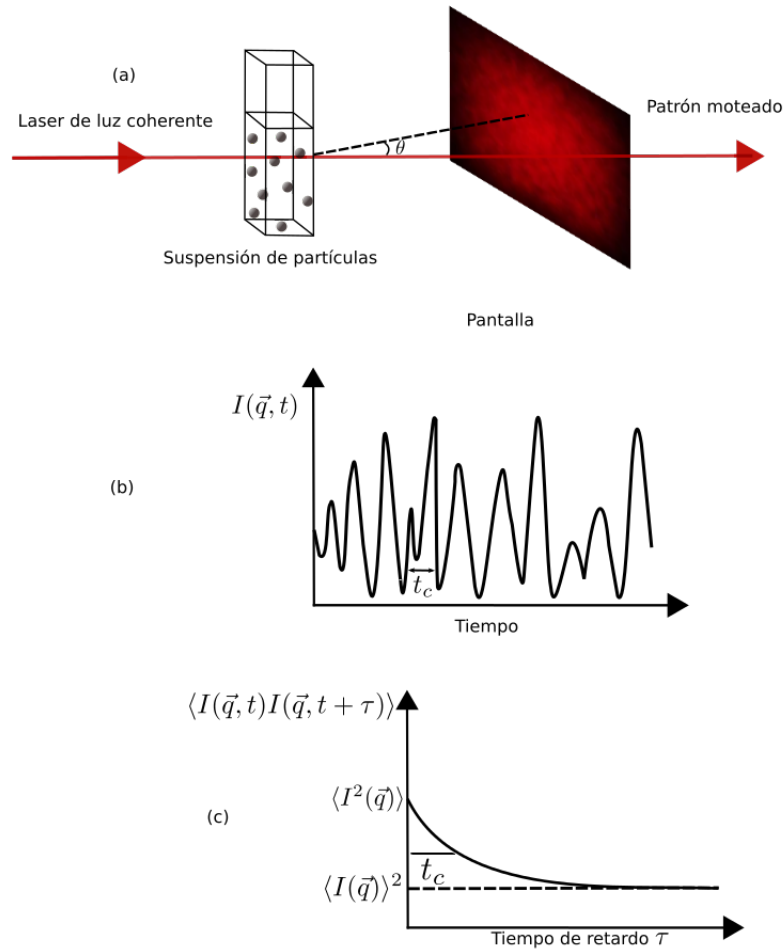 (a)
Laser de luz coherente
θ
Patrón moteado
Suspensión de partículas
Pantalla
I(q⃗, t)
(b)
t_c
Tiempo
⟨I(q⃗, t)I(q⃗, t + τ)⟩
⟨I²(q⃗)⟩
(c)
t_c
⟨I(q⃗)⟩²
Tiempo de retardo τ